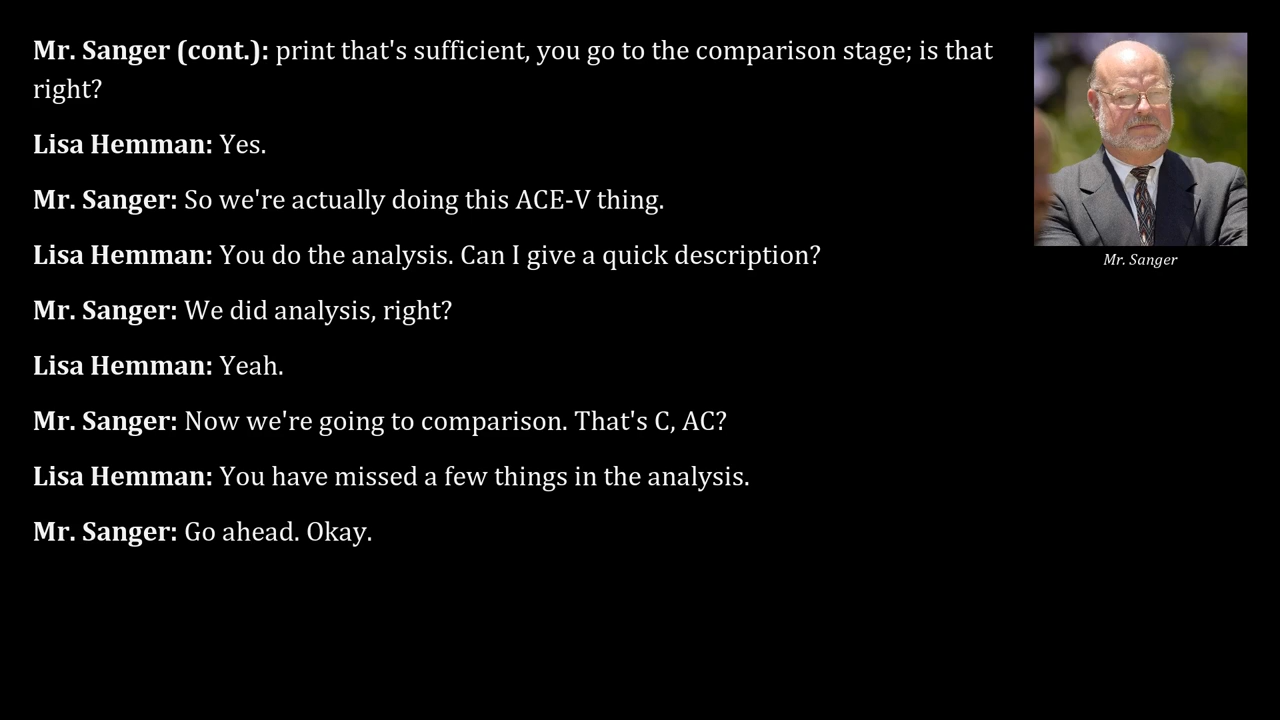 Mr. Sanger (cont.): print that's sufficient, you go to the comparison stage; is that
right?
Lisa Hemman: Yes.
Mr. Sanger: So we're actually doing this ACE-V thing.
Lisa Hemman: You do the analysis. Can I give a quick description?
Mr. Sanger: We did analysis, right?
Lisa Hemman: Yeah.
Mr. Sanger: Now we're going to comparison. That's C, AC?
Lisa Hemman: You have missed a few things in the analysis.
Mr. Sanger: Go ahead. Okay.
Mr. Sanger